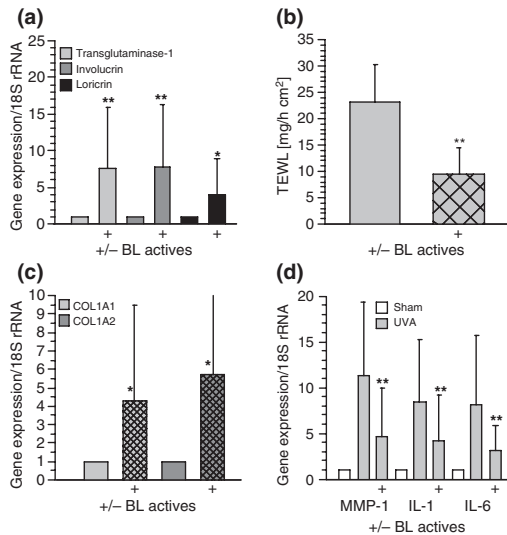 (a)
Gene expression/18S rRNA
25
20
15
10
5
0
Transglutaminase-1
Involucrin
Loricrin
**
**
*
+
+
+
+/– BL actives
(b)
TEWL [mg/h cm²]
35
30
25
20
15
10
5
0
**
+
+/– BL actives
(c)
Gene expression/18S rRNA
10
9
8
7
6
5
4
3
2
1
0
COL1A1
COL1A2
*
*
+
+
+/– BL actives
(d)
Gene expression/18S rRNA
20
15
10
5
0
Sham
UVA
**
**
**
+
+
+
MMP-1 IL-1 IL-6
+/– BL actives